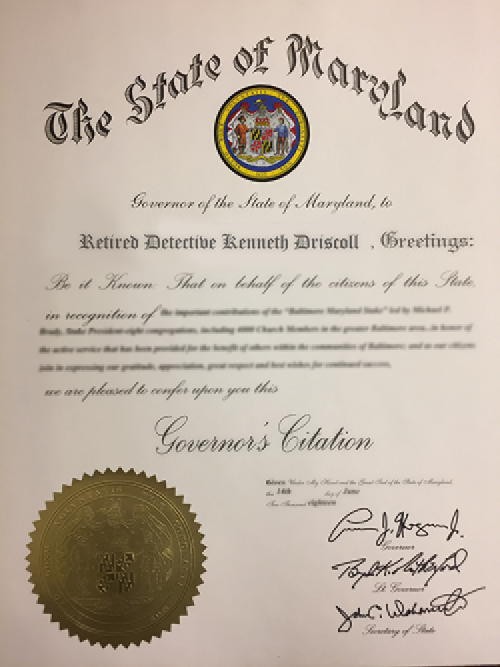 The State of Maryland
Governor of the State of Maryland, to
Retired Detective Kenneth Driscoll , Greetings:
Be it Known: That on behalf of the citizens of this State,
in recognition of the important contributions of the "Baltimore Maryland Stake" led by Michael P.
Brady, Stake President eight congregations, including 4000 Church Members in the greater Baltimore area, in honor of
the active service that has been provided for the benefit of others within the communities of Baltimore; and as our citizens
join in expressing our gratitude, appreciation, great respect and best wishes for continued success,
we are pleased to confer upon you this
Governor's Citation
Given Under My Hand and the Great Seal of the State of Maryland,
this 14th day of June
Two Thousand eighteen
Governor
Lt. Governor
Secretary of State